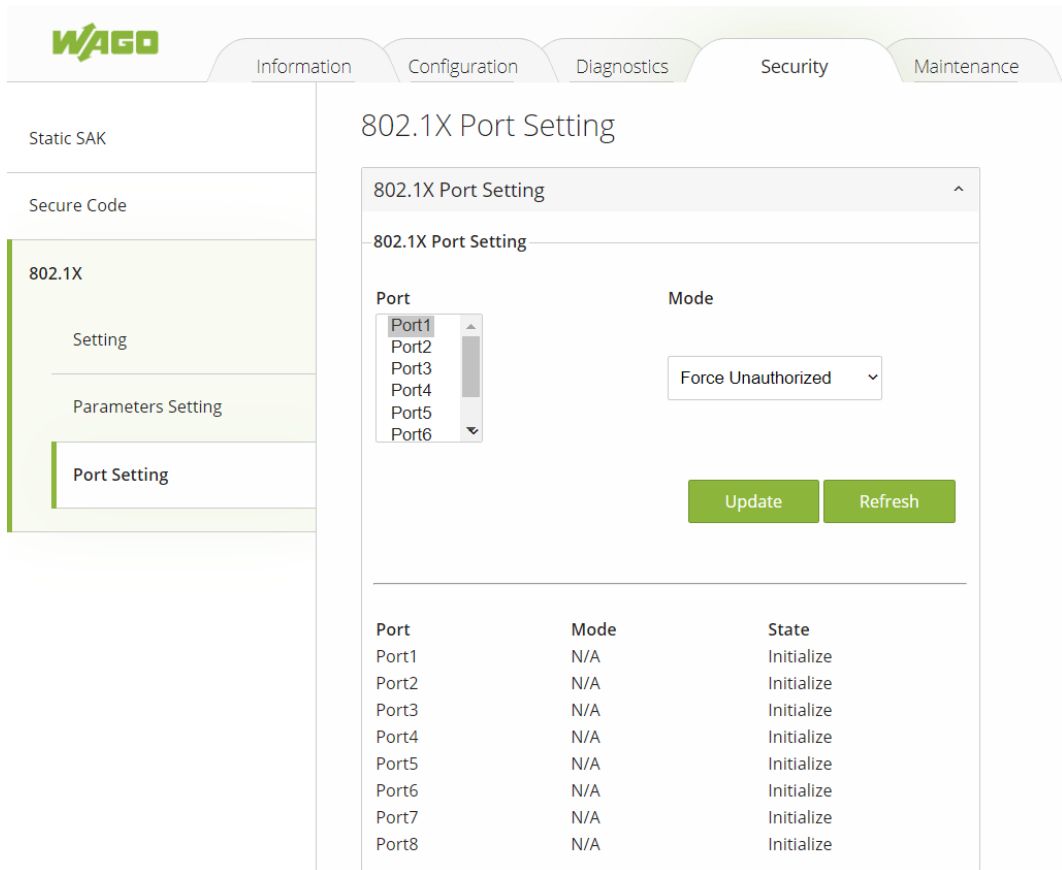 WAGO
Information Configuration Diagnostics Security Maintenance
Static SAK
Secure Code
802.1X
Setting
Parameters Setting
Port Setting
802.1X Port Setting
802.1X Port Setting
802.1X Port Setting
Port Mode
Port1
Port2
Port3
Port4
Port5
Port6
Force Unauthorized
Update Refresh
Port Mode State
Port1 N/A Initialize
Port2 N/A Initialize
Port3 N/A Initialize
Port4 N/A Initialize
Port5 N/A Initialize
Port6 N/A Initialize
Port7 N/A Initialize
Port8 N/A Initialize